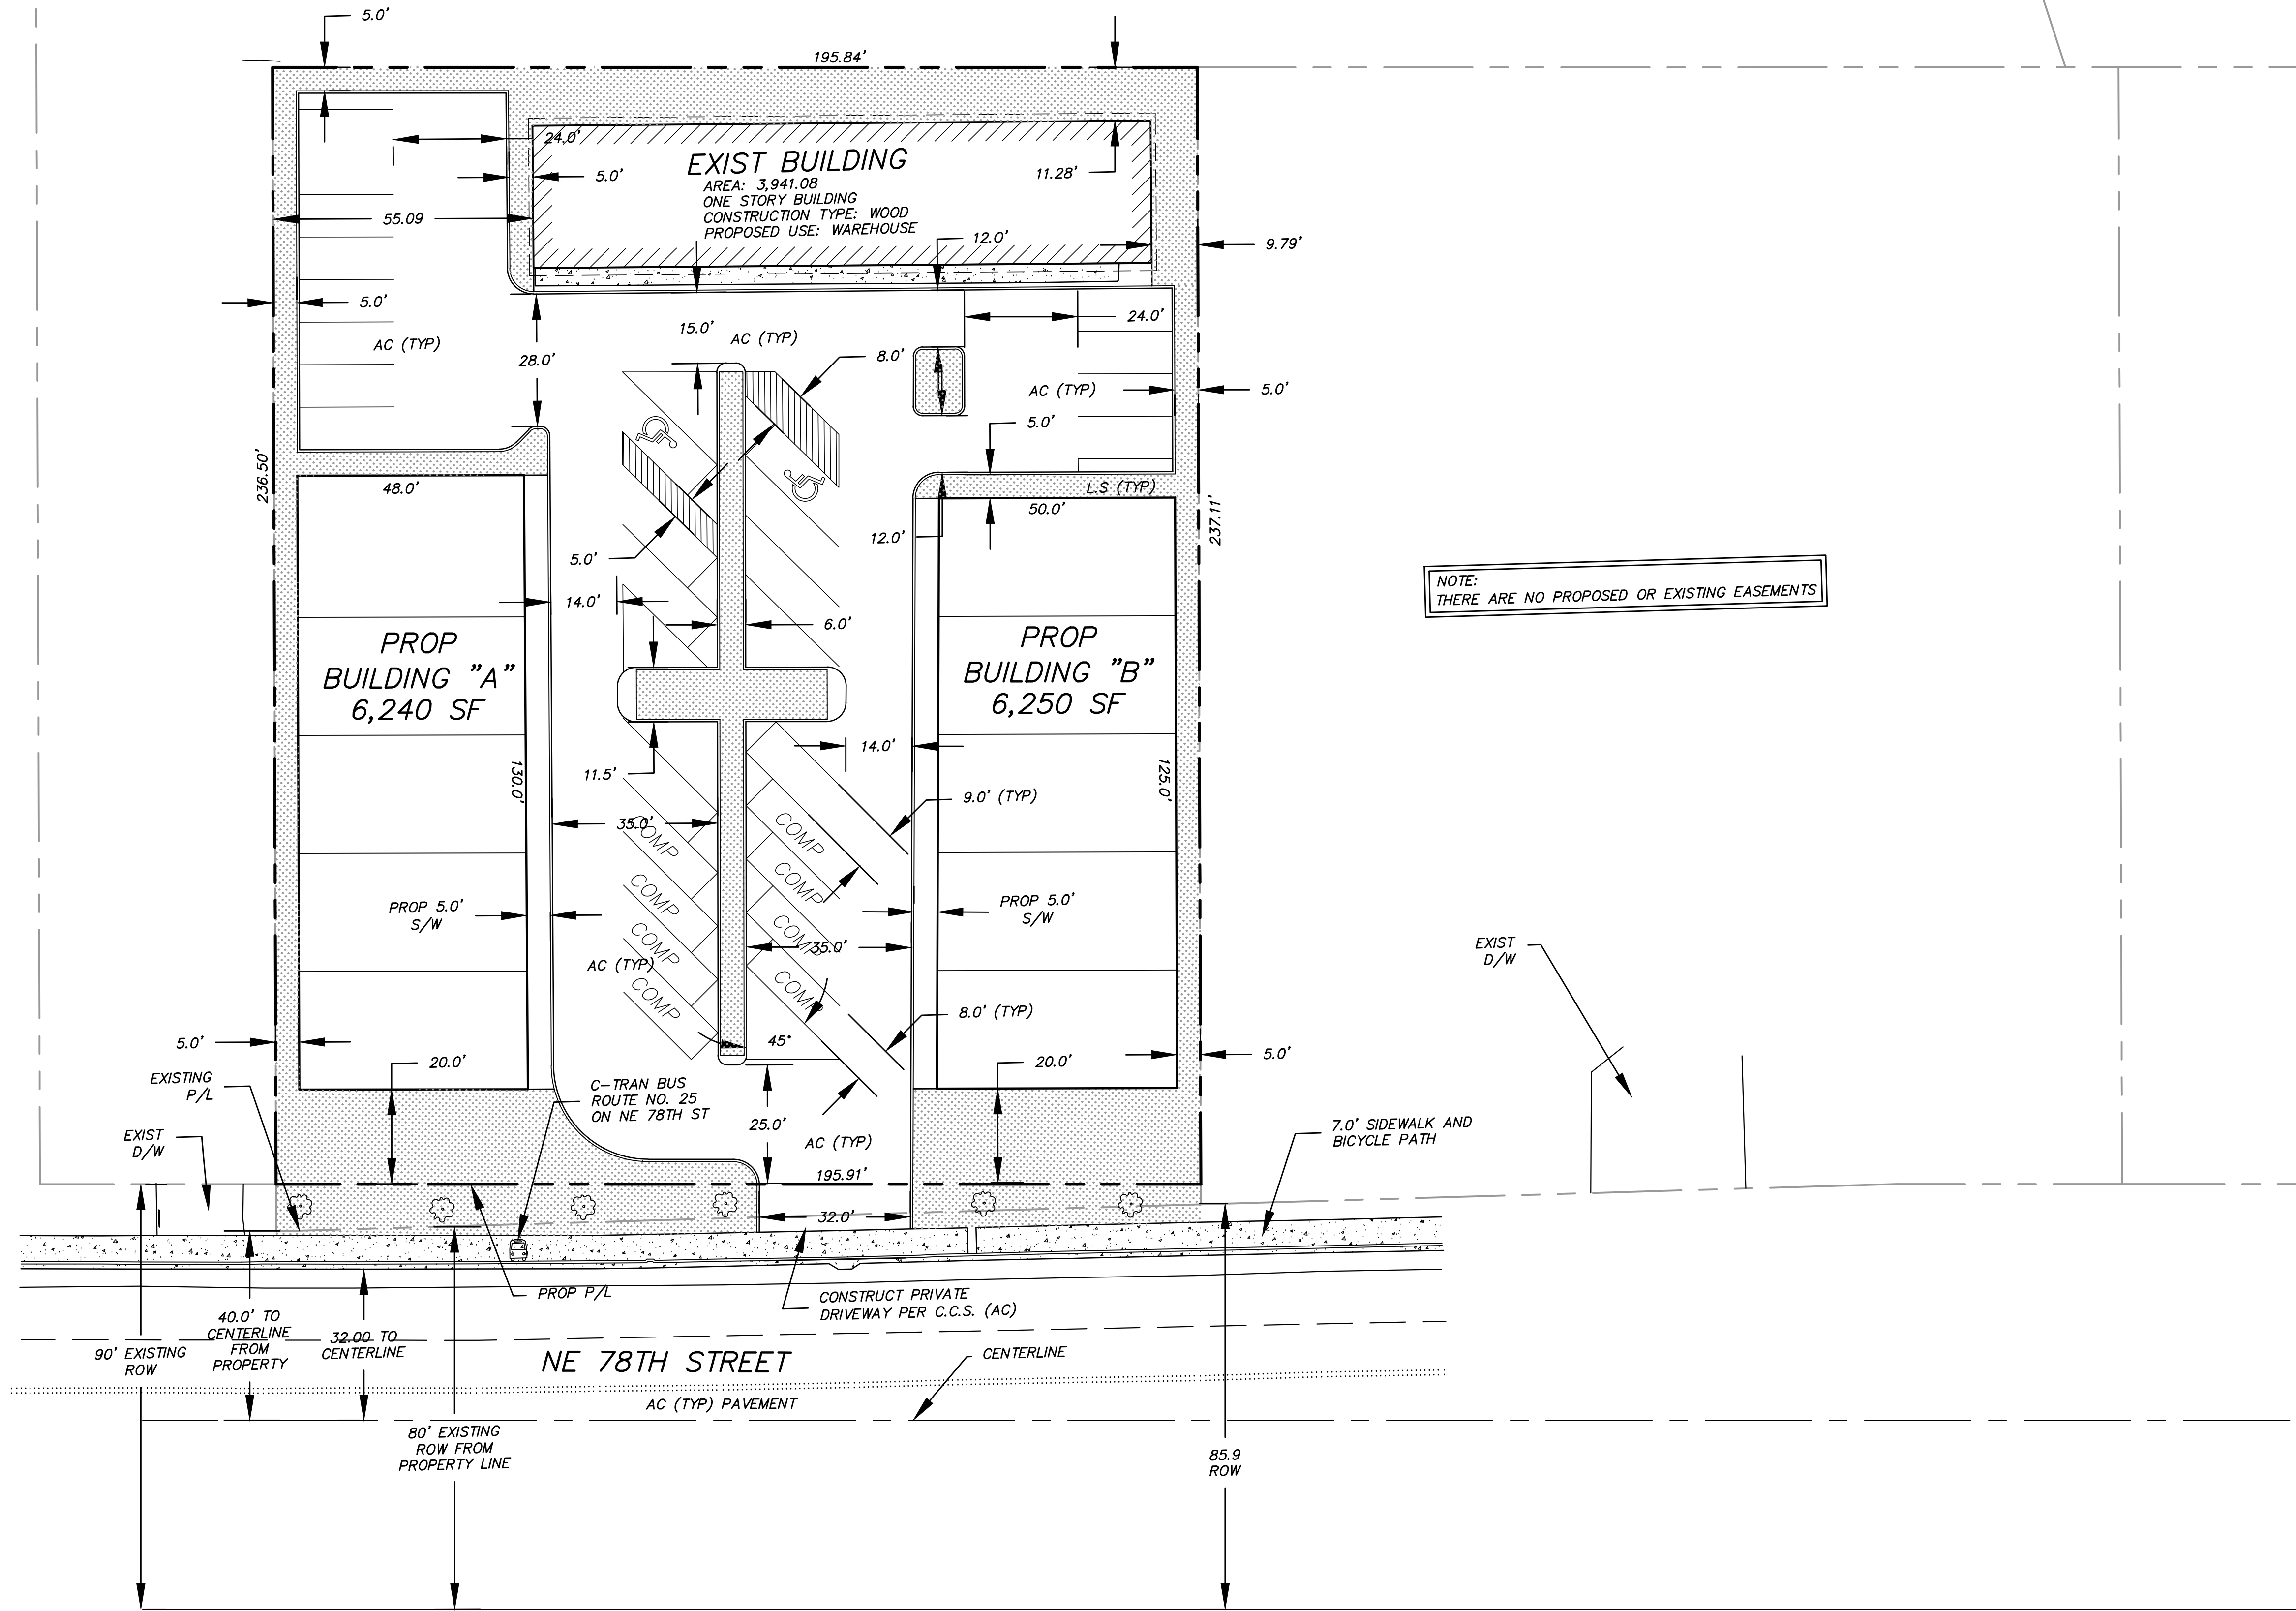 5.0'
195.84'
24.0'
EXIST BUILDING
AREA: 3,941.08
ONE STORY BUILDING
CONSTRUCTION TYPE: WOOD
PROPOSED USE: WAREHOUSE
5.0'
11.28'
55.09
12.0'
9.79'
5.0'
15.0'
AC (TYP)
24.0'
AC (TYP)
28.0'
8.0'
AC (TYP)
5.0'
5.0'
236.50'
48.0'
L.S (TYP)
50.0'
237.11'
12.0'
5.0'
NOTE:
THERE ARE NO PROPOSED OR EXISTING EASEMENTS
14.0'
6.0'
PROP
BUILDING "A"
6,240 SF
PROP
BUILDING "B"
6,250 SF
14.0'
11.5'
130.0'
125.0'
9.0' (TYP)
35.0'
COMP
COMP
COMP
COMP
COMP
COMP
COMP
COMP
PROP 5.0'
S/W
PROP 5.0'
S/W
35.0'
EXIST
D/W
AC (TYP)
8.0' (TYP)
45°
5.0'
20.0'
20.0'
5.0'
EXISTING
P/L
C-TRAN BUS
ROUTE NO. 25
ON NE 78TH ST
25.0'
7.0' SIDEWALK AND
BICYCLE PATH
EXIST
D/W
AC (TYP)
195.91'
32.0'
PROP P/L
CONSTRUCT PRIVATE
DRIVEWAY PER C.C.S. (AC)
40.0' TO
CENTERLINE
FROM
PROPERTY
32.00 TO
CENTERLINE
90' EXISTING
ROW
NE 78TH STREET
CENTERLINE
AC (TYP) PAVEMENT
80' EXISTING
ROW FROM
PROPERTY LINE
85.9
ROW